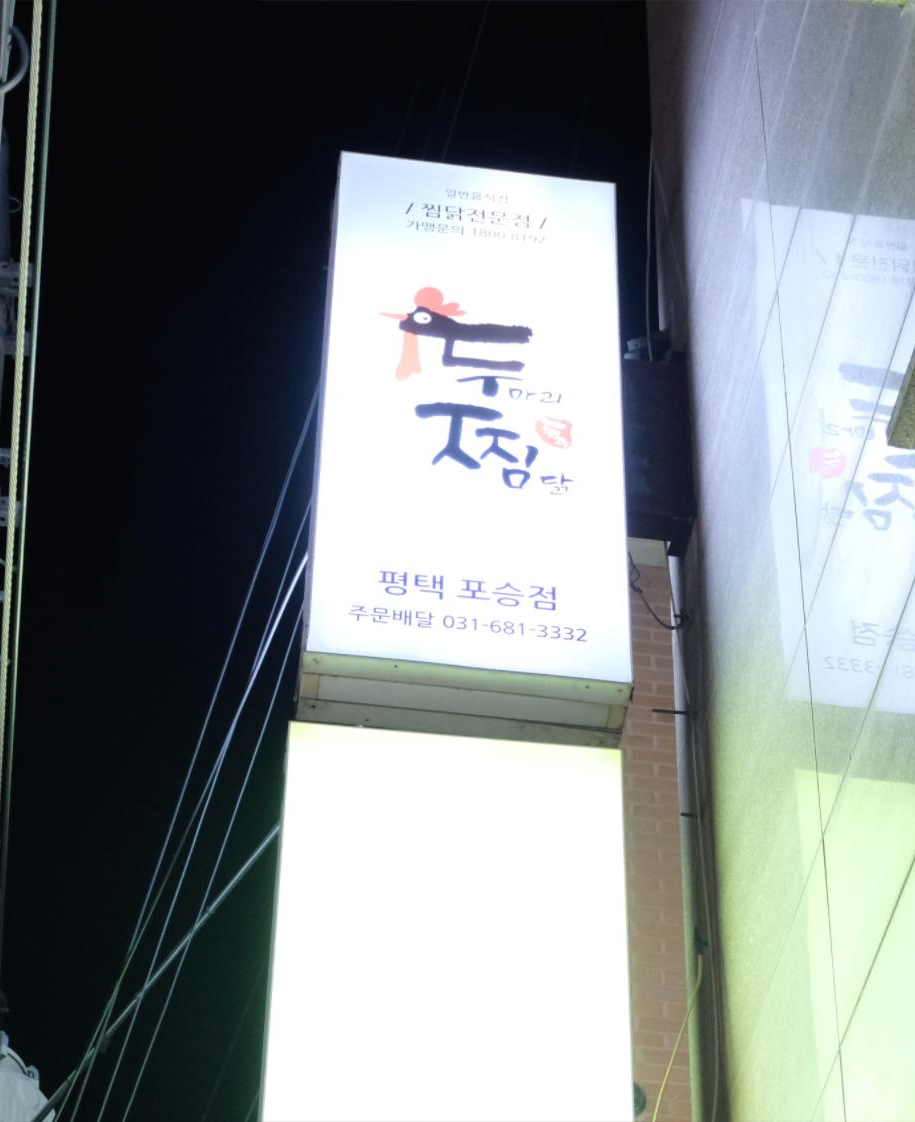 일반음식점
/ 찜닭전문점 /
가맹문의 1800-8192
두마리
찜닭
평택 포승점
주문배달 031-681-3332